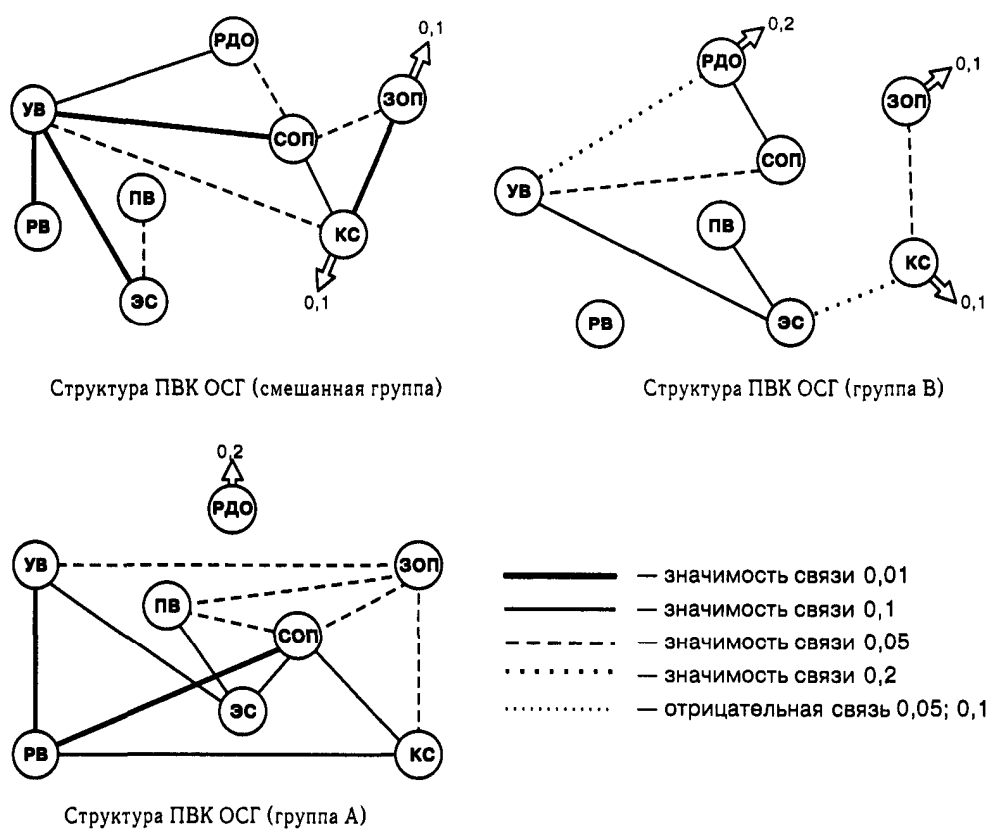 РДО
0,1
УВ
ЗОП
СОП
ПВ
РВ
КС
ЭС
0,1
Структура ПВК ОСГ (смешанная группа)
0,2
РДО
0,1
ЗОП
СОП
УВ
ПВ
КС
0,1
РВ
ЭС
Структура ПВК ОСГ (группа В)
0,2
РДО
УВ
ЗОП
ПВ
СОП
ЭС
РВ
КС
Структура ПВК ОСГ (группа А)
— значимость связи 0,01
— значимость связи 0,1
— значимость связи 0,05
— значимость связи 0,2
— отрицательная связь 0,05; 0,1